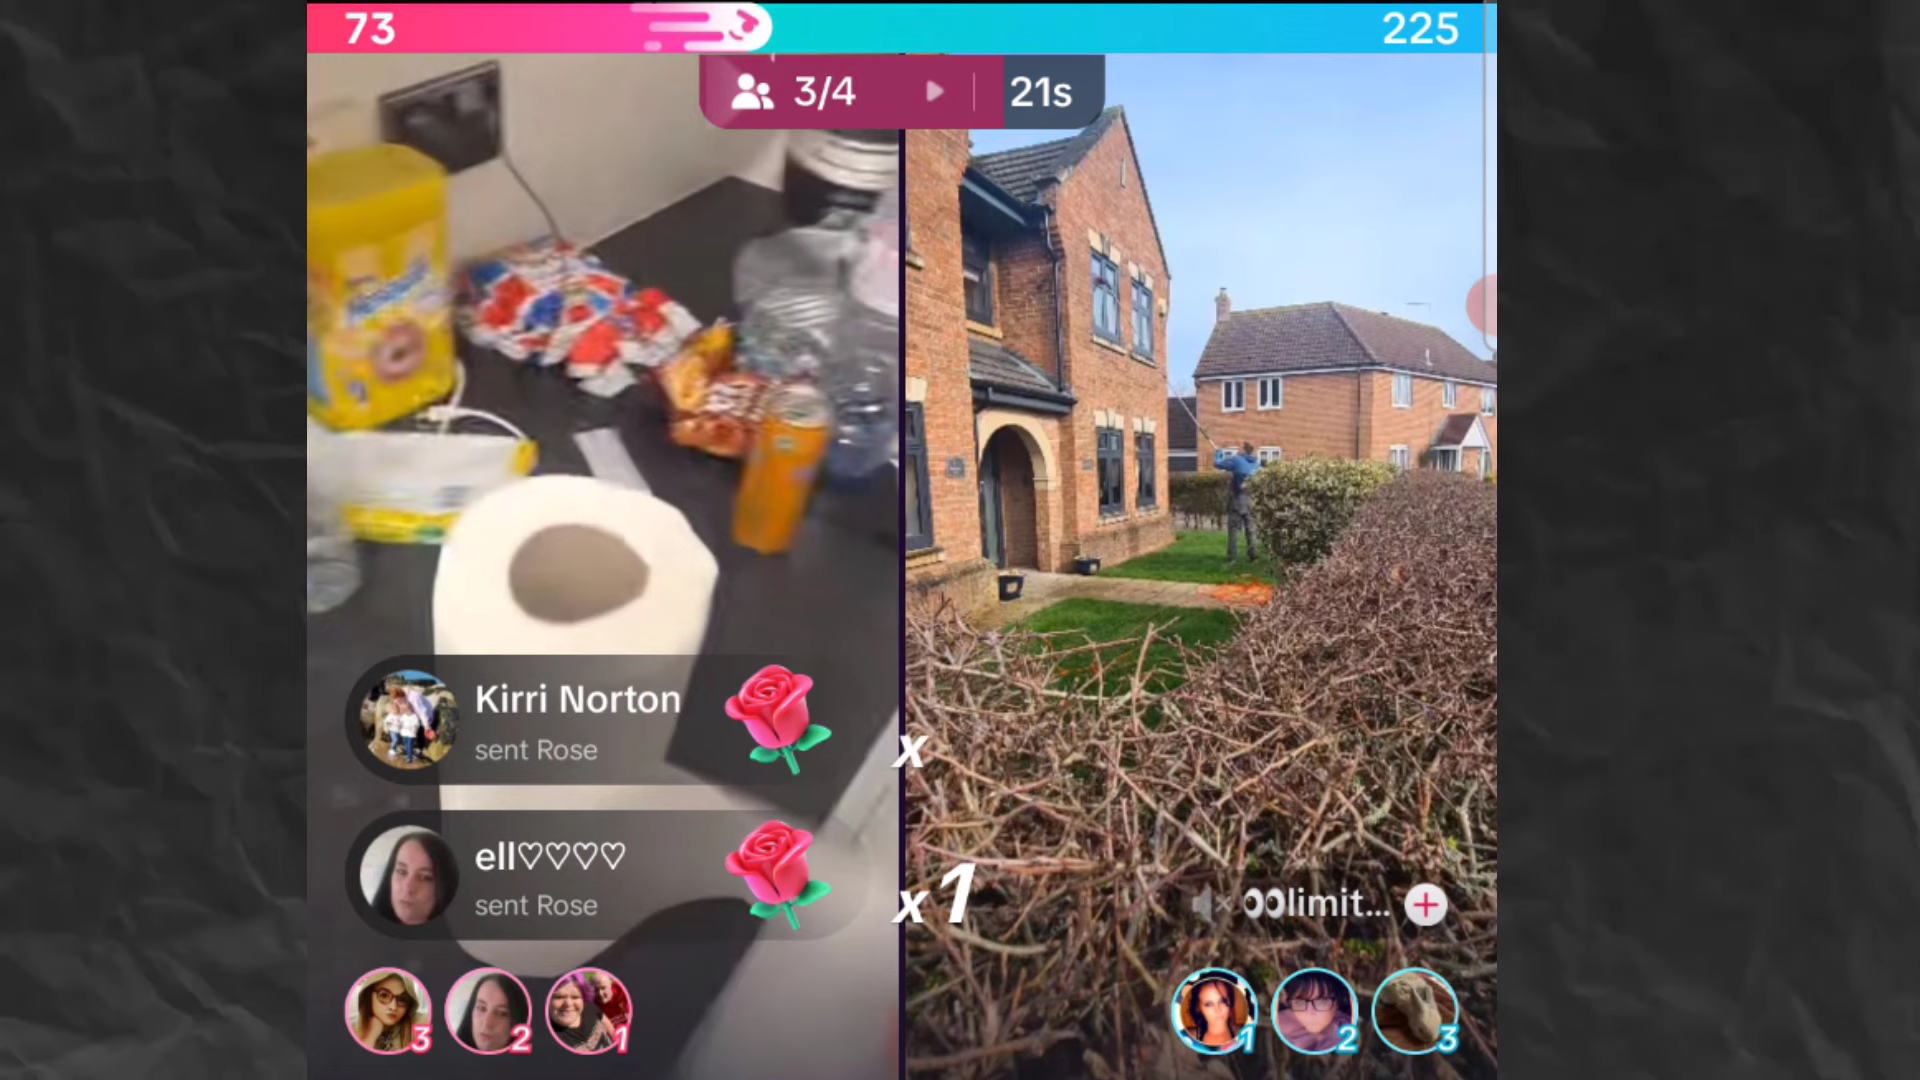 73
225
3/4
21s
Kirri Norton
sent Rose
x
ell♡♡♡♡
sent Rose
x1
👀limit...
3
2
1
1
2
3